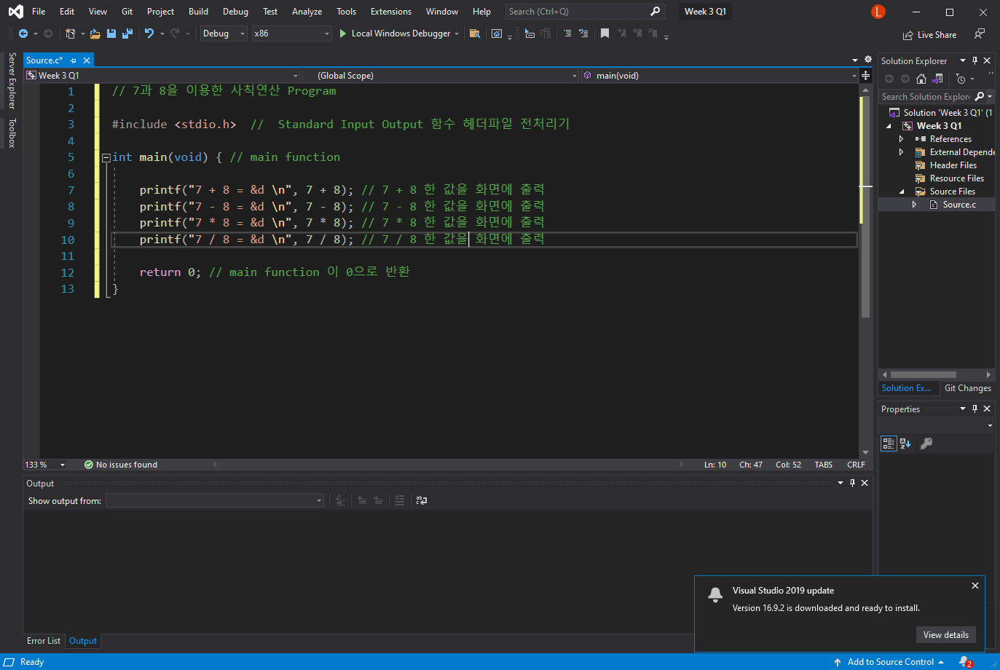 File Edit View Git Project Build Debug Test Analyze Tools Extensions Window Help Search (Ctrl+Q) Week 3 Q1 L
Debug x86 Local Windows Debugger Live Share
Server Explorer
Toolbox
Source.c*
Week 3 Q1 (Global Scope) main(void)
1 // 7과 8을 이용한 사칙연산 Program
2
3 #include <stdio.h> // Standard Input Output 함수 헤더파일 전처리기
4
5 int main(void) { // main function
6
7 printf("7 + 8 = &d \n", 7 + 8); // 7 + 8 한 값을 화면에 출력
8 printf("7 - 8 = &d \n", 7 - 8); // 7 - 8 한 값을 화면에 출력
9 printf("7 * 8 = &d \n", 7 * 8); // 7 * 8 한 값을 화면에 출력
10 printf("7 / 8 = &d \n", 7 / 8); // 7 / 8 한 값을 화면에 출력
11
12 return 0; // main function 이 0으로 반환
13 }
133 % No issues found Ln: 10 Ch: 47 Col: 52 TABS CRLF
Output
Show output from:
Error List Output
Solution Explorer
Search Solution Explor
Solution 'Week 3 Q1' (1
Week 3 Q1
References
External Depende
Header Files
Resource Files
Source Files
Source.c
Solution Ex... Git Changes
Properties
Visual Studio 2019 update
Version 16.9.2 is downloaded and ready to install.
View details
Ready Add to Source Control 2